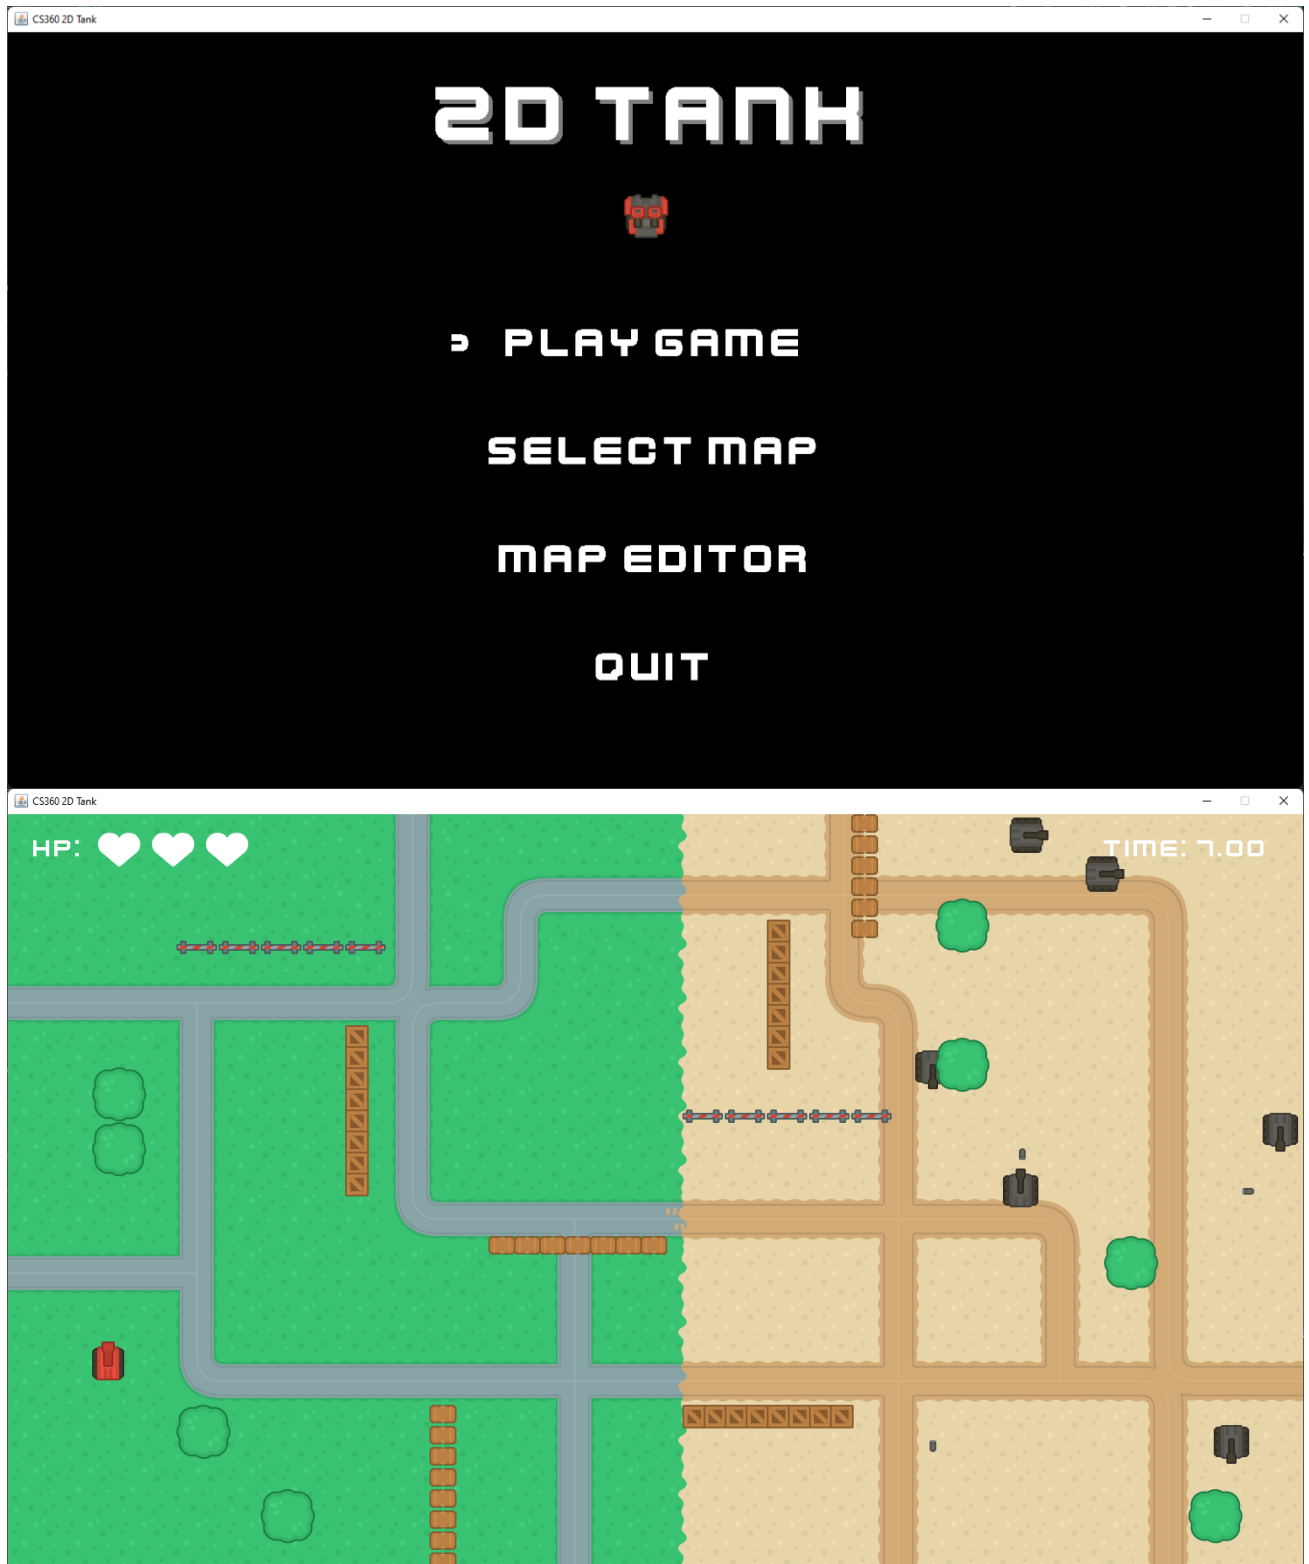 CS360 2D Tank
2D TANK
PLAY GAME
SELECT MAP
MAP EDITOR
QUIT
CS360 2D Tank
HP:
TIME: 7.00